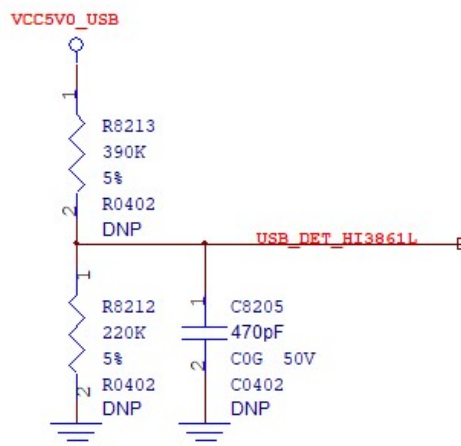 VCC5V0_USB
1
R8213
390K
5%
R0402
2
DNP
USB_DET_HI3861L
1
R8212
220K
5%
R0402
2
DNP
1
C8205
470pF
C0G 50V
2
C0402
DNP